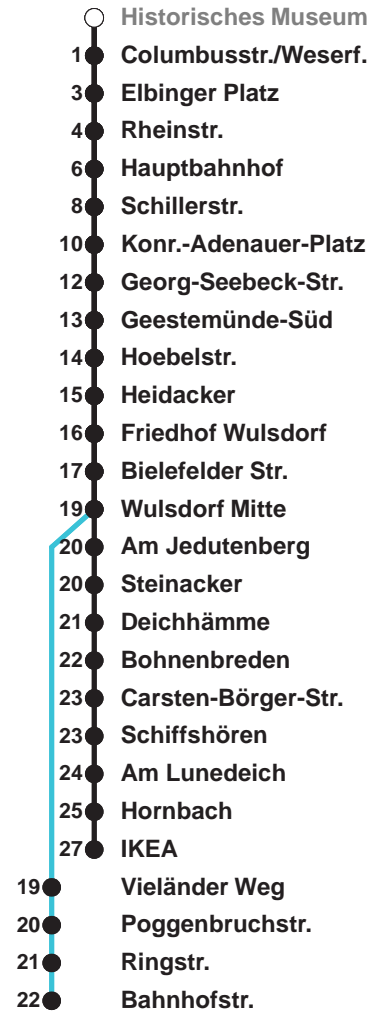 Historisches Museum
1 Columbusstr./Weserf.
3 Elbinger Platz
4 Rheinstr.
6 Hauptbahnhof
8 Schillerstr.
10 Konr.-Adenauer-Platz
12 Georg-Seebeck-Str.
13 Geestemünde-Süd
14 Hoebelstr.
15 Heidacker
16 Friedhof Wulsdorf
17 Bielefelder Str.
19 Wulsdorf Mitte
20 Am Jedutenberg
20 Steinacker
21 Deichhämme
22 Bohnenbreden
23 Carsten-Börger-Str.
23 Schiffshören
24 Am Lunedeich
25 Hornbach
27 IKEA
19 Vieländer Weg
20 Poggenbruchstr.
21 Ringstr.
22 Bahnhofstr.